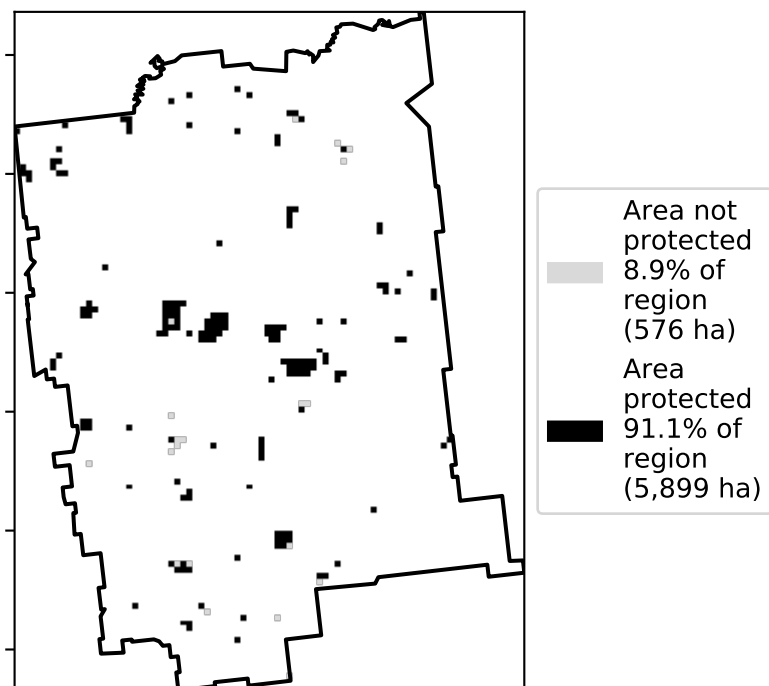 Area not
protected
8.9% of
region
(576 ha)
Area
protected
91.1% of
region
(5,899 ha)